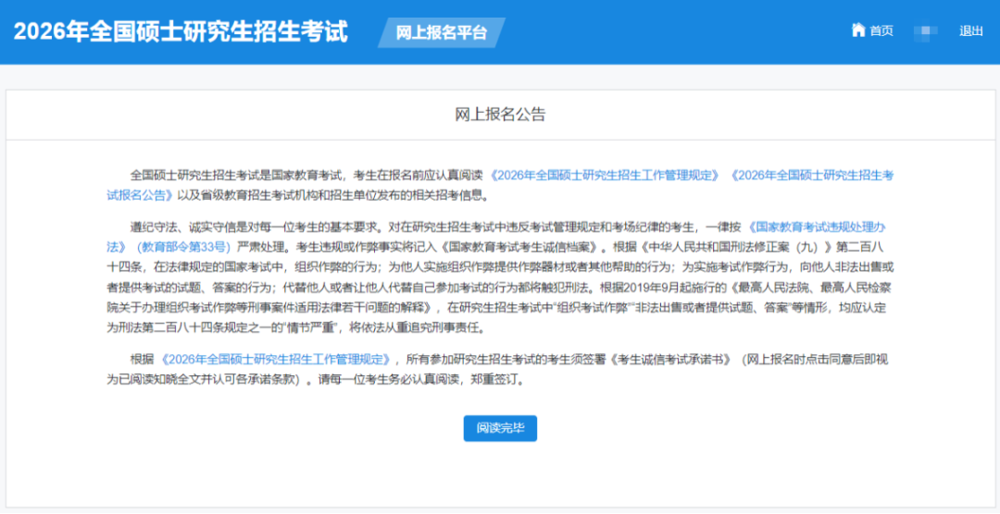 2026年全国硕士研究生招生考试
网上报名平台
首页
退出
网上报名公告
全国硕士研究生招生考试是国家教育考试，考生在报名前应认真阅读《2026年全国硕士研究生招生工作管理规定》《2026年全国硕士研究生招生考
试报名公告》以及省级教育招生考试机构和招生单位发布的相关招考信息。
遵纪守法、诚实守信是对每一位考生的基本要求。对在研究生招生考试中违反考试管理规定和考场纪律的考生，一律按《国家教育考试违规处理办
法》（教育部令第33号）严肃处理。考生违规或作弊事实将记入《国家教育考试考生诚信档案》。根据《中华人民共和国刑法修正案（九）》第二百八
十四条，在法律规定的国家考试中，组织作弊的行为；为他人实施组织作弊提供作弊器材或者其他帮助的行为；为实施考试作弊行为，向他人非法出售或
者提供考试的试题、答案的行为；代替他人或者让他人代替自己参加考试的行为都将触犯刑法。根据2019年9月起施行的《最高人民法院、最高人民检察
院关于办理组织考试作弊等刑事案件适用法律若干问题的解释》，在研究生招生考试中“组织考试作弊”“非法出售或者提供试题、答案”等情形，均应认定
为刑法第二百八十四条规定之一的“情节严重”，将依法从重追究刑事责任。
根据《2026年全国硕士研究生招生工作管理规定》，所有参加研究生招生考试的考生须签署《考生诚信考试承诺书》（网上报名时点击同意后即视
为已阅读知晓全文并认可各承诺条款）。请每一位考生务必认真阅读，郑重签订。
阅读完毕